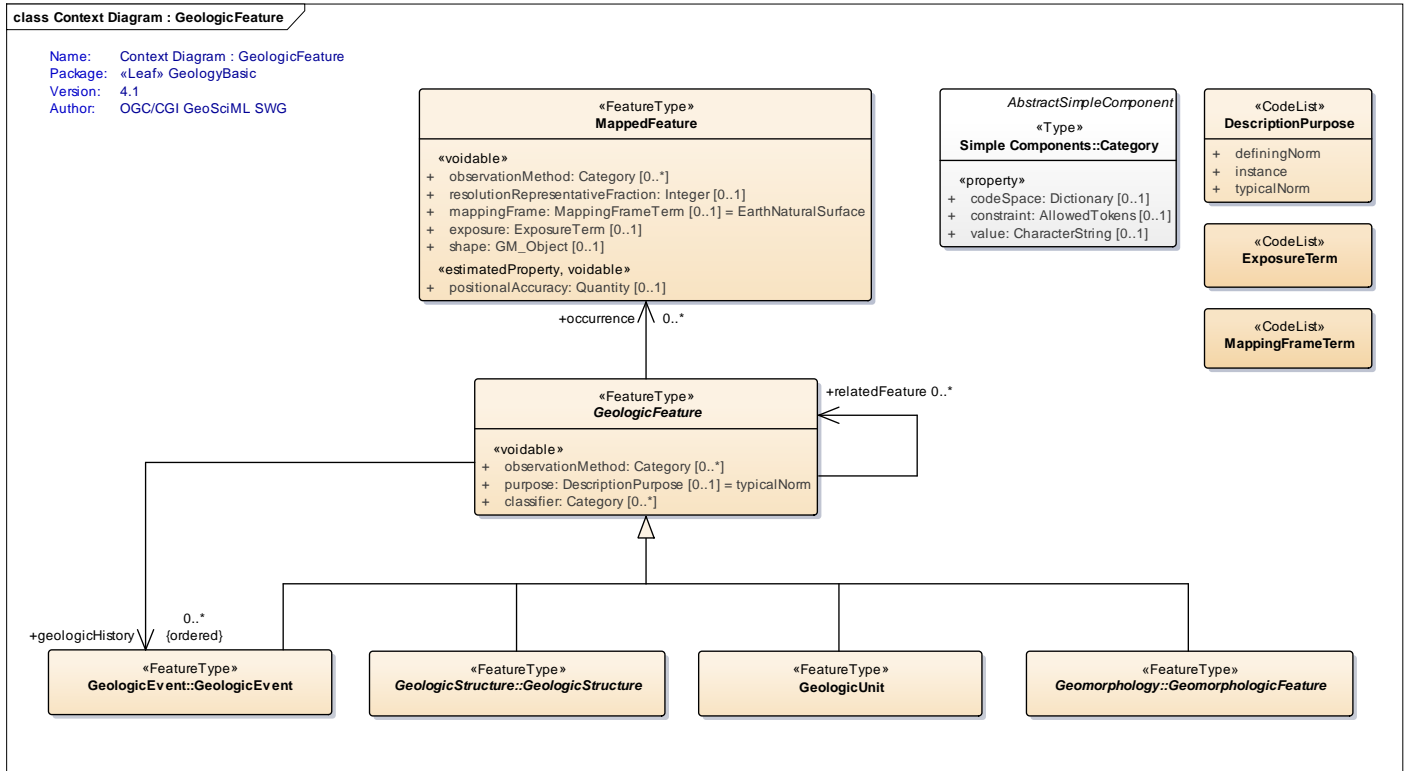 class Context Diagram : GeologicFeature
Name: Context Diagram : GeologicFeature
Package: «Leaf» GeologyBasic
Version: 4.1
Author: OGC/CGI GeoSciML SWG
«FeatureType»
MappedFeature
«voidable»
+ observationMethod: Category [0..*]
+ resolutionRepresentativeFraction: Integer [0..1]
+ mappingFrame: MappingFrameTerm [0..1] = EarthNaturalSurface
+ exposure: ExposureTerm [0..1]
+ shape: GM_Object [0..1]
«estimatedProperty, voidable»
+ positionalAccuracy: Quantity [0..1]
AbstractSimpleComponent
«Type»
Simple Components::Category
«property»
+ codeSpace: Dictionary [0..1]
+ constraint: AllowedTokens [0..1]
+ value: CharacterString [0..1]
«CodeList»
DescriptionPurpose
+ definingNorm
+ instance
+ typicalNorm
«CodeList»
ExposureTerm
«CodeList»
MappingFrameTerm
+occurrence 0..*
«FeatureType»
GeologicFeature
«voidable»
+ observationMethod: Category [0..*]
+ purpose: DescriptionPurpose [0..1] = typicalNorm
+ classifier: Category [0..*]
+relatedFeature 0..*
0..*
+geologicHistory {ordered}
«FeatureType»
GeologicEvent::GeologicEvent
«FeatureType»
GeologicStructure::GeologicStructure
«FeatureType»
GeologicUnit
«FeatureType»
Geomorphology::GeomorphologicFeature